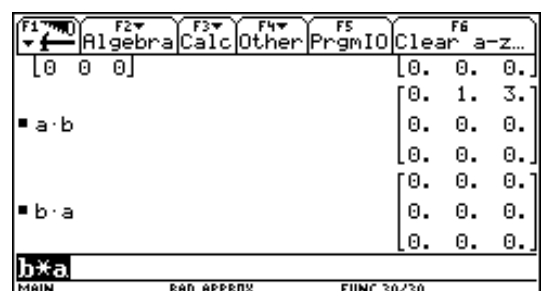 F1 F2 F3 F4 F5 F6
Algebra Calc Other PrgmIO Clear a-z…
[0 0 0] [0. 0. 0.]
[0. 1. 3.]
▪ a·b 0. 0. 0.
[0. 0. 0.]
[0. 0. 0.]
▪ b·a 0. 0. 0.
[0. 0. 0.]
b*a
MAIN RAD APPROX FUNC 30/30